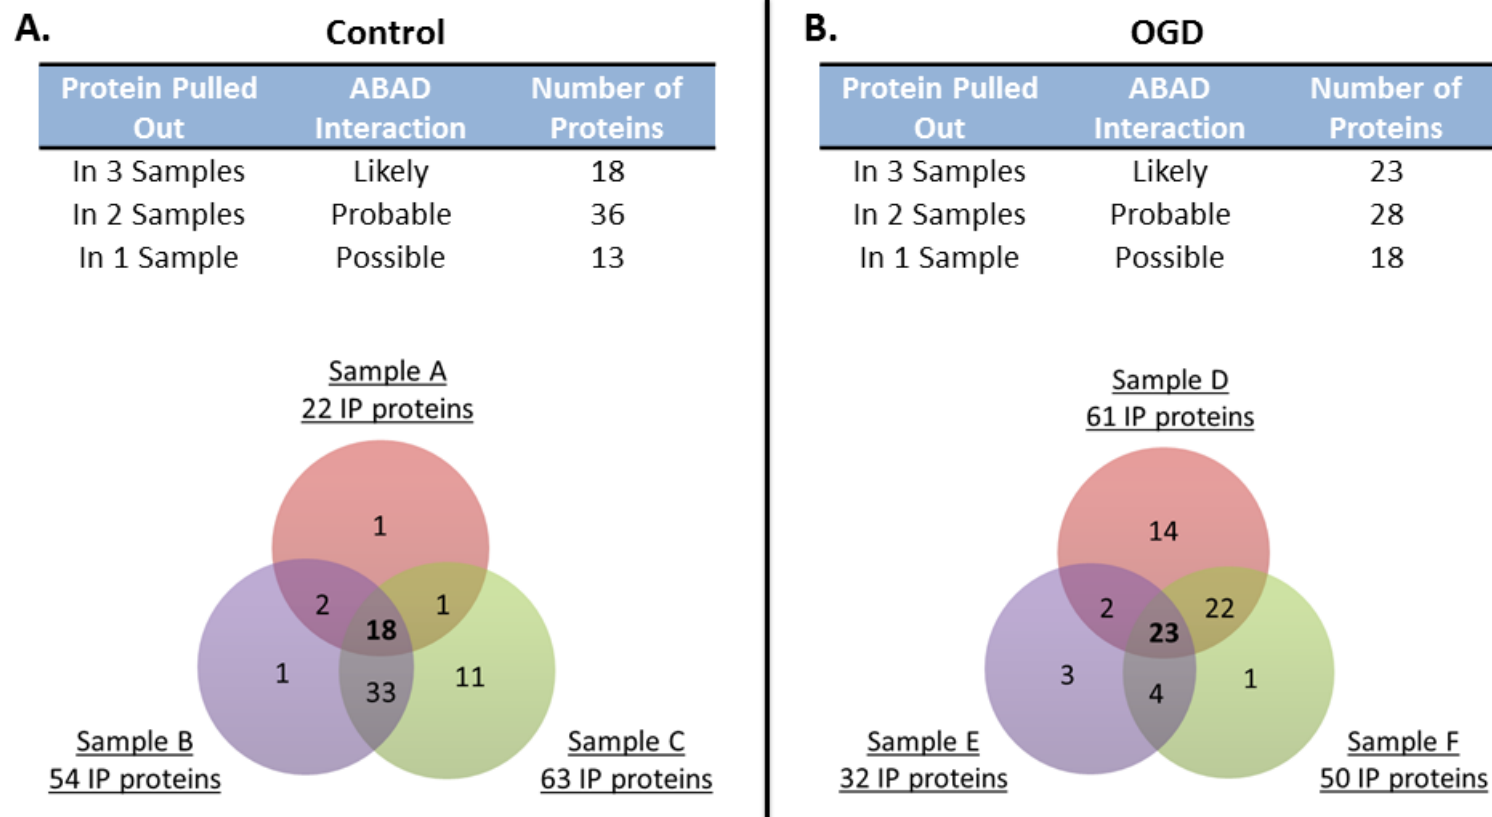 A.
Control
Protein Pulled Out ABAD Interaction Number of Proteins
In 3 Samples Likely 18
In 2 Samples Probable 36
In 1 Sample Possible 13
Sample A
22 IP proteins
1
2
1
18
1
11
33
Sample B
54 IP proteins
Sample C
63 IP proteins
B.
OGD
Protein Pulled Out ABAD Interaction Number of Proteins
In 3 Samples Likely 23
In 2 Samples Probable 28
In 1 Sample Possible 18
Sample D
61 IP proteins
14
2
22
23
3
1
4
Sample E
32 IP proteins
Sample F
50 IP proteins